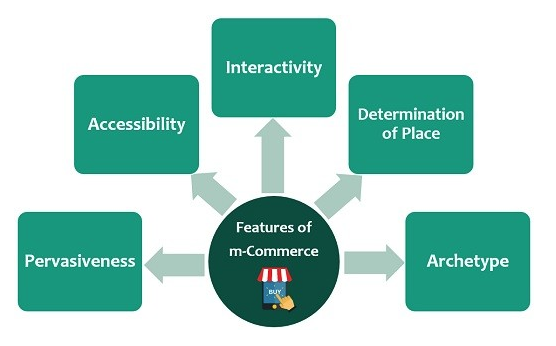 Interactivity
Accessibility
Determination
of Place
Pervasiveness
Features of
m-Commerce
BUY
Archetype